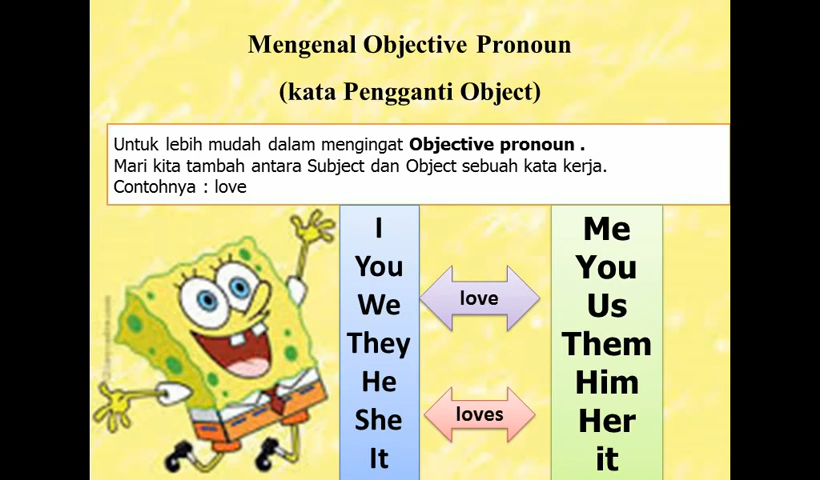 Mengenal Objective Pronoun
(kata Pengganti Object)
Untuk lebih mudah dalam mengingat Objective pronoun .
Mari kita tambah antara Subject dan Object sebuah kata kerja.
Contohnya : love
I
You
We
They
He
She
It
love
loves
Me
You
Us
Them
Him
Her
it